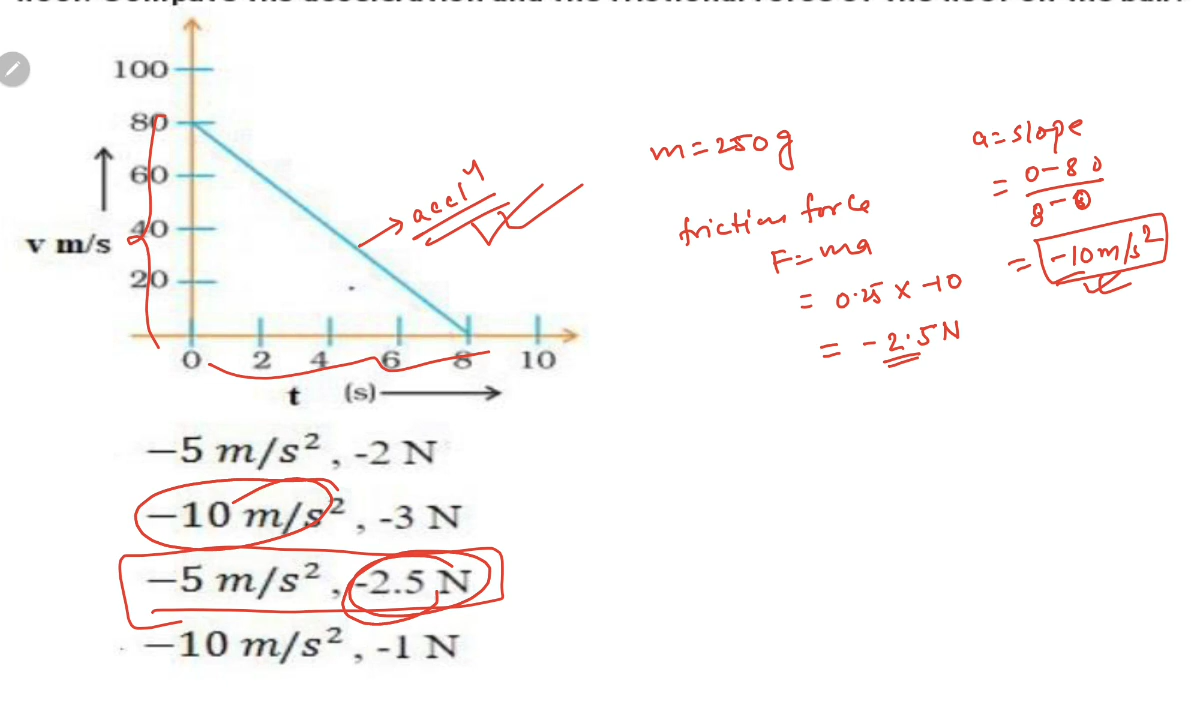 100
80
60
v m/s 40
20
0 2 4 6 8 10
t (s)
→ accl
m = 250 g
friction force
F = ma
= 0.25 x -10
= - 2.5 N
a = slope
= 0-80
8-0
= -10 m/s²
−5 m/s² , -2 N
−10 m/s² , -3 N
−5 m/s² , -2.5 N
−10 m/s² , -1 N